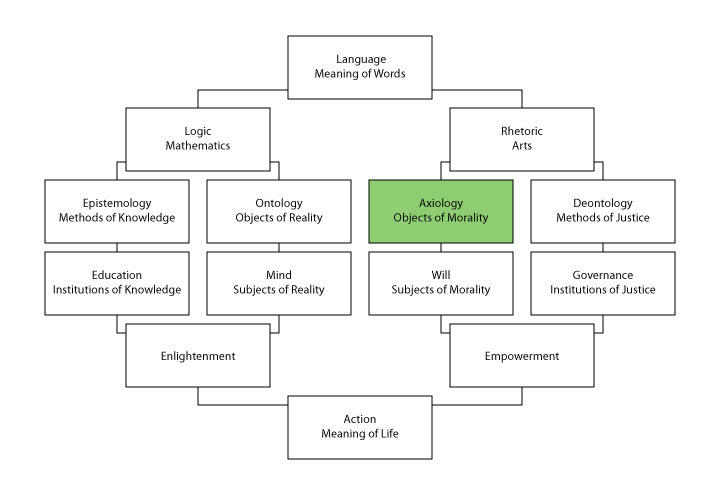 Language
Meaning of Words
Logic
Mathematics
Rhetoric
Arts
Epistemology
Methods of Knowledge
Ontology
Objects of Reality
Axiology
Objects of Morality
Deontology
Methods of Justice
Education
Institutions of Knowledge
Mind
Subjects of Reality
Will
Subjects of Morality
Governance
Institutions of Justice
Enlightenment
Empowerment
Action
Meaning of Life